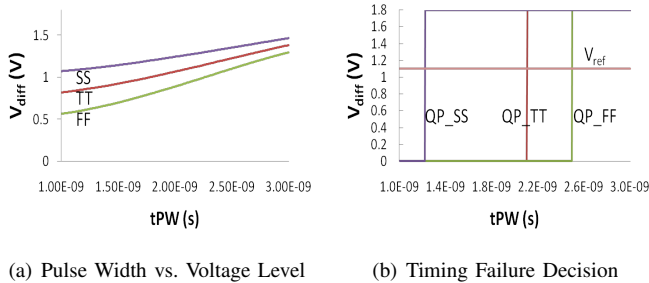 1.5
1
0.5
0
V_diff (V)
SS
TT
FF
1.00E-09 1.50E-09 2.00E-09 2.50E-09 3.00E-09
tPW (s)
(a) Pulse Width vs. Voltage Level
1.8
1.6
1.4
1.2
1
0.8
0.6
0.4
0.2
0
V_diff (V)
V_ref
QP_SS QP_TT QP_FF
1.0E-09 1.4E-09 1.8E-09 2.2E-09 2.6E-09 3.0E-09
tPW (s)
(b) Timing Failure Decision